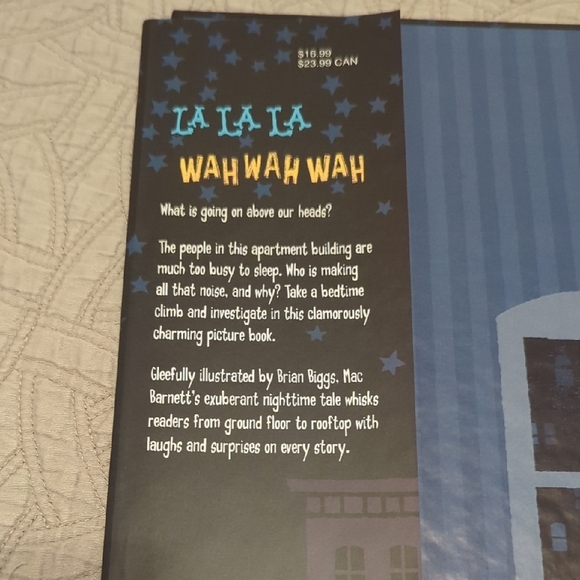 $16.99
$23.99 CAN
LA LA LA
WAH WAH WAH
What is going on above our heads?
The people in this apartment building are
much too busy to sleep. Who is making
all that noise, and why? Take a bedtime
climb and investigate in this clamorously
charming picture book.
Gleefully illustrated by Brian Biggs, Mac
Barnett's exuberant nighttime tale whisks
readers from ground floor to rooftop with
laughs and surprises on every story.